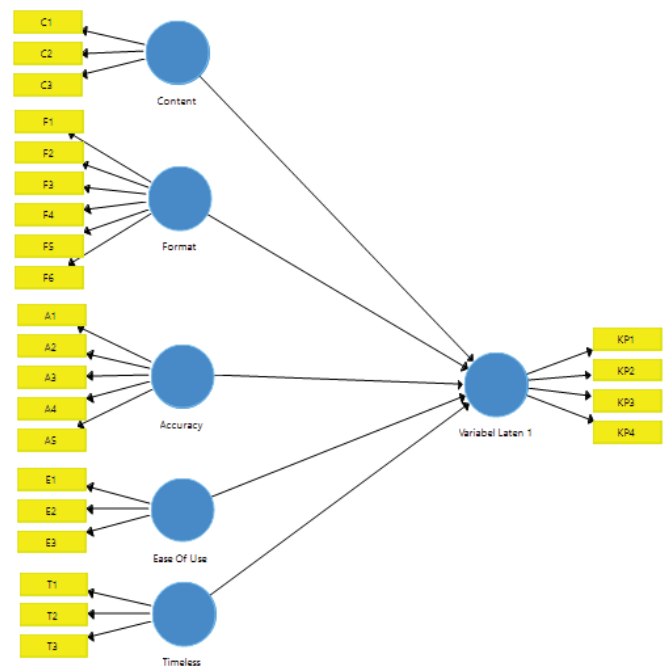 C1
C2
C3
Content
F1
F2
F3
F4
F5
F6
Format
A1
A2
A3
A4
A5
Accuracy
E1
E2
E3
Ease Of Use
T1
T2
T3
Timeless
Variabel Laten 1
KP1
KP2
KP3
KP4